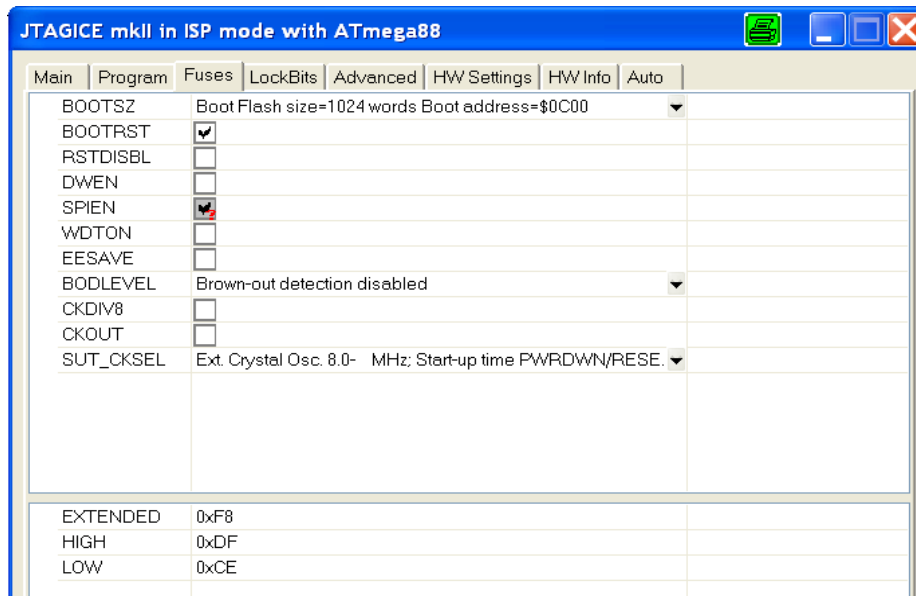 JTAGICE mkII in ISP mode with ATmega88
Main Program Fuses LockBits Advanced HW Settings HW Info Auto
BOOTSZ Boot Flash size=1024 words Boot address=$0C00
BOOTRST
RSTDISBL
DWEN
SPIEN
WDTON
EESAVE
BODLEVEL Brown-out detection disabled
CKDIV8
CKOUT
SUT_CKSEL Ext. Crystal Osc. 8.0- MHz; Start-up time PWRDWN/RESE.
EXTENDED 0xF8
HIGH 0xDF
LOW 0xCE